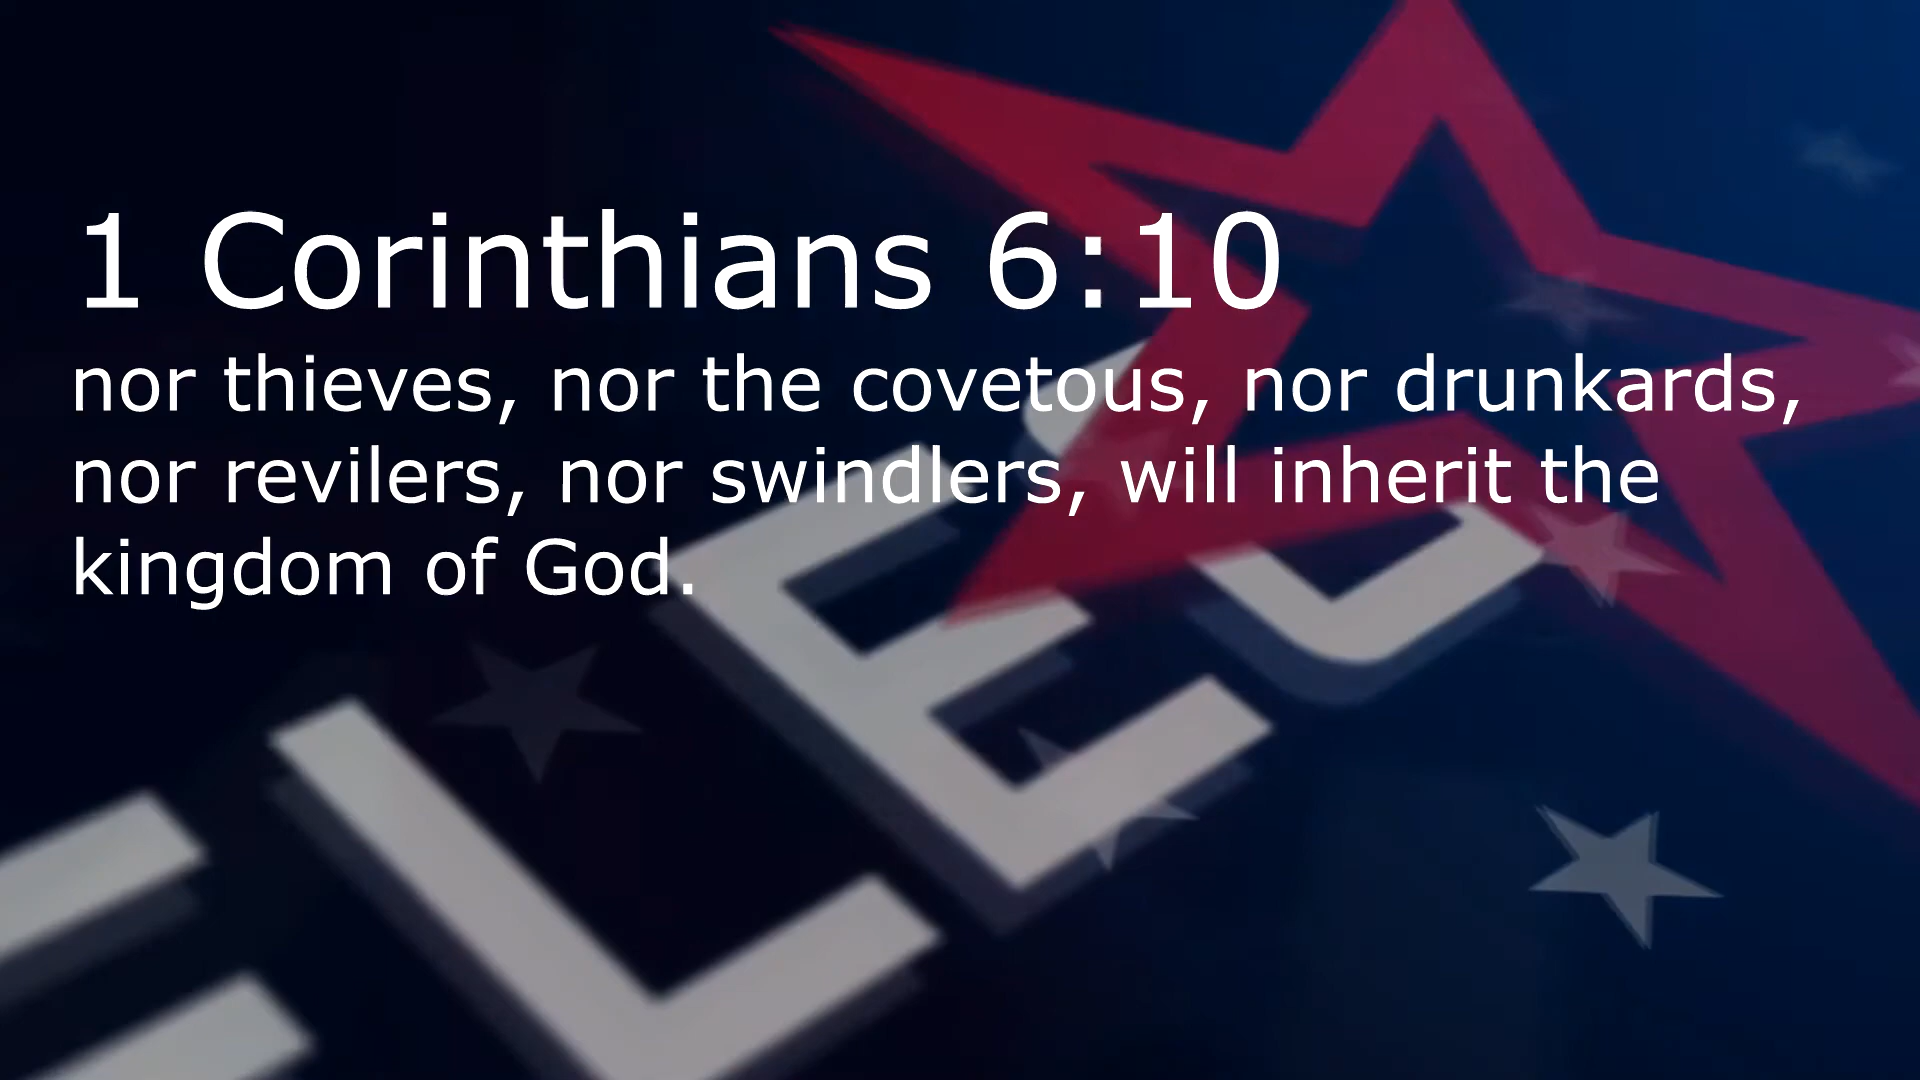 1 Corinthians 6:10
nor thieves, nor the covetous, nor drunkards,
nor revilers, nor swindlers, will inherit the
kingdom of God.
ELEC